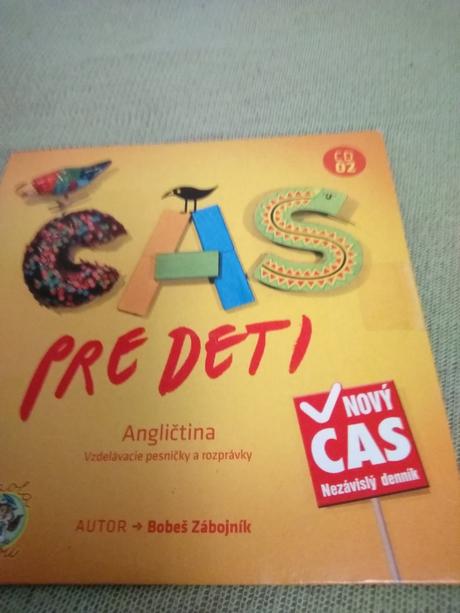 CD
02
ČAS
PRE DETI
Angličtina
Vzdelávacie pesničky a rozprávky
NOVÝ
ČAS
Nezávislý denník
AUTOR → Bobeš Zábojník